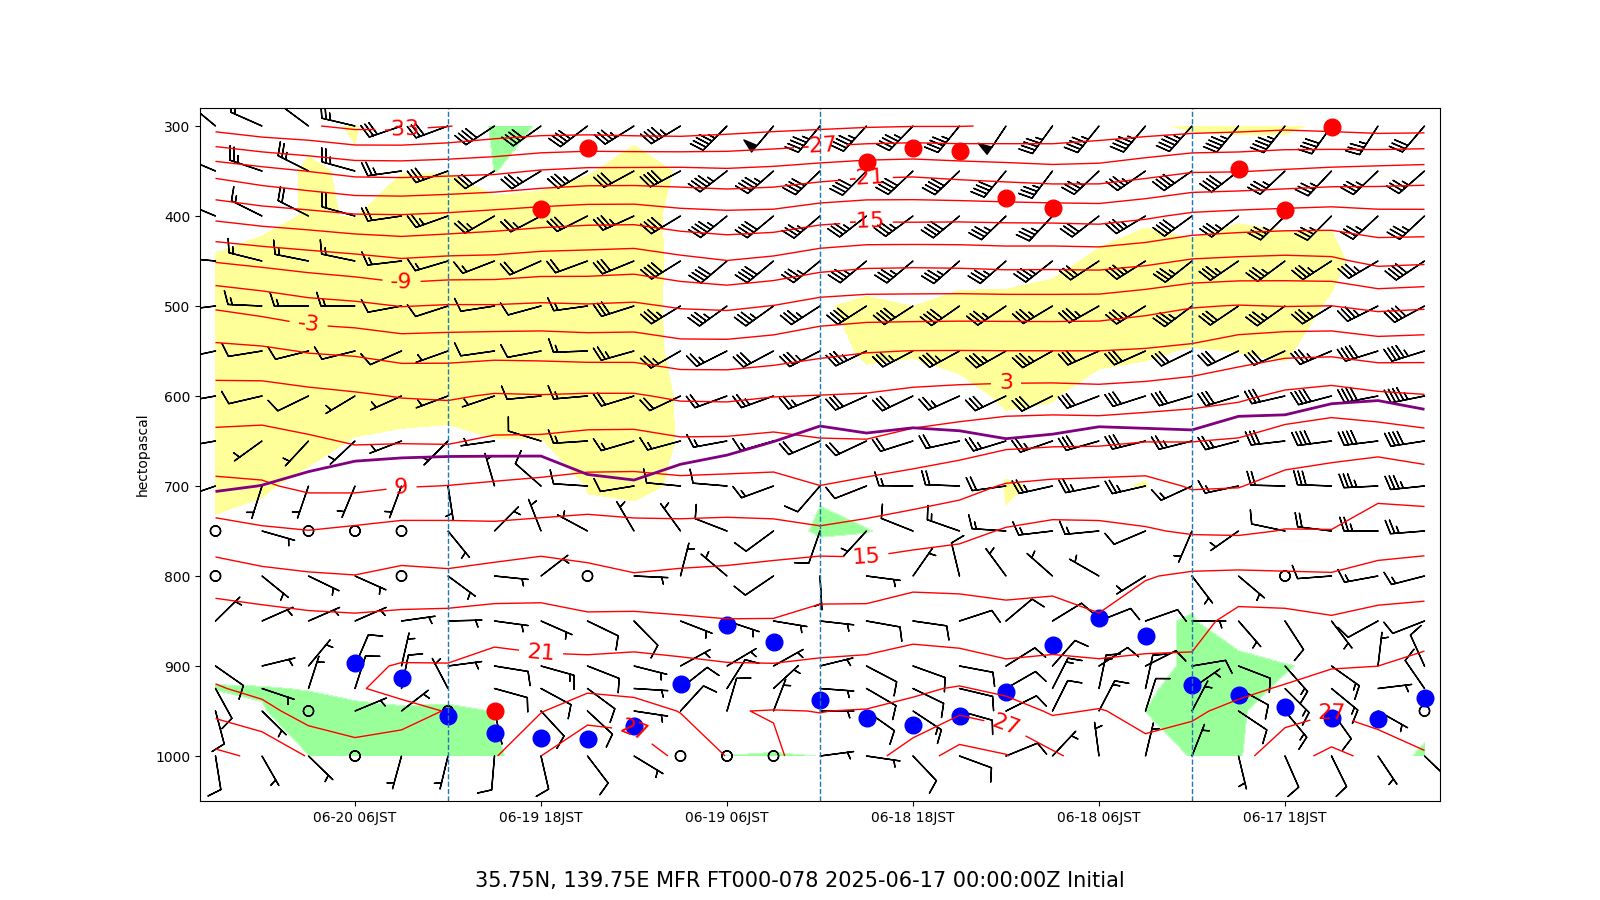 300
400
500
600
700
800
900
1000
hectopascal
-33
-27
-21
-15
-9
-3
3
9
15
21
27
27
27
06-20 06JST
06-19 18JST
06-19 06JST
06-18 18JST
06-18 06JST
06-17 18JST
35.75N, 139.75E MFR FT000-078 2025-06-17 00:00:00Z Initial